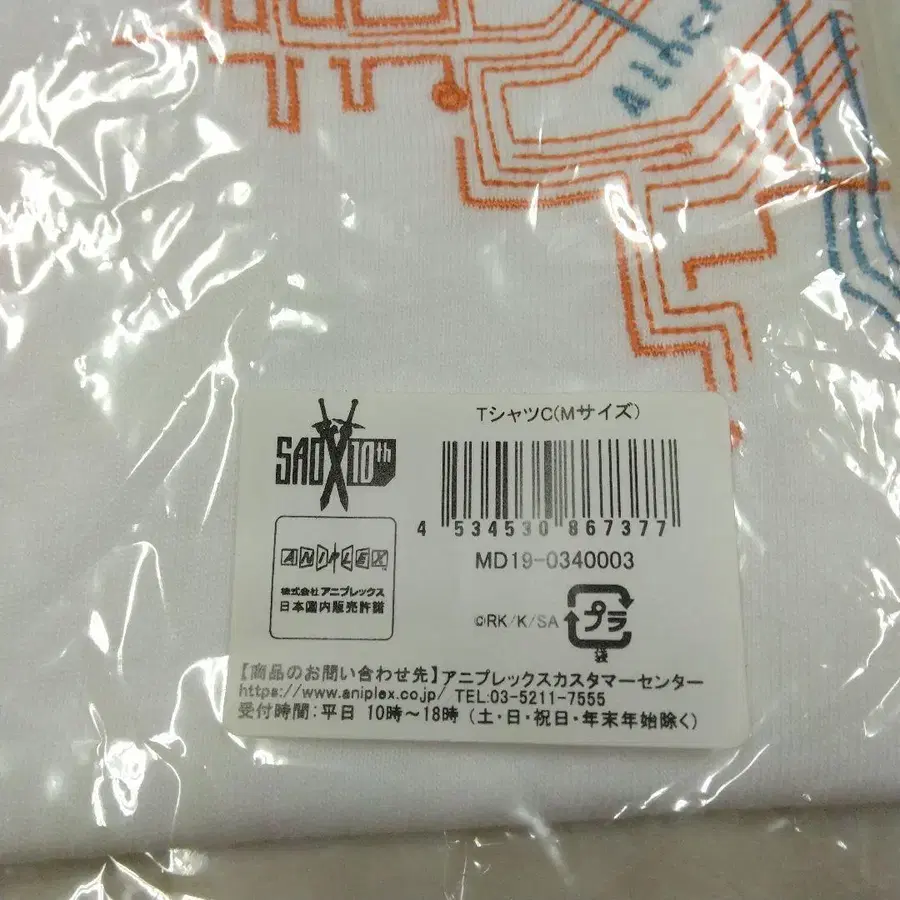 TシャツC(Mサイズ)
SAO 10th
4 534530 867377
MD19-0340003
ANIPLEX
株式会社アニプレックス
日本国内販売許諾
©RK/K/SA
プラ
袋
【商品のお問い合わせ先】アニプレックスカスタマーセンター
https://www.aniplex.co.jp/ TEL:03-5211-7555
受付時間:平日 10時～18時 (土・日・祝日・年末年始除く)